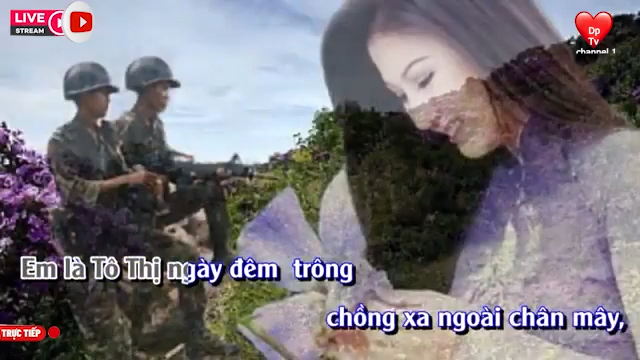 LIVE
STREAM
Dp
Tv
channel 1
Em là Tô Thị ngày đêm trông
chồng xa ngoài chân mây,
TRỰC TIẾP